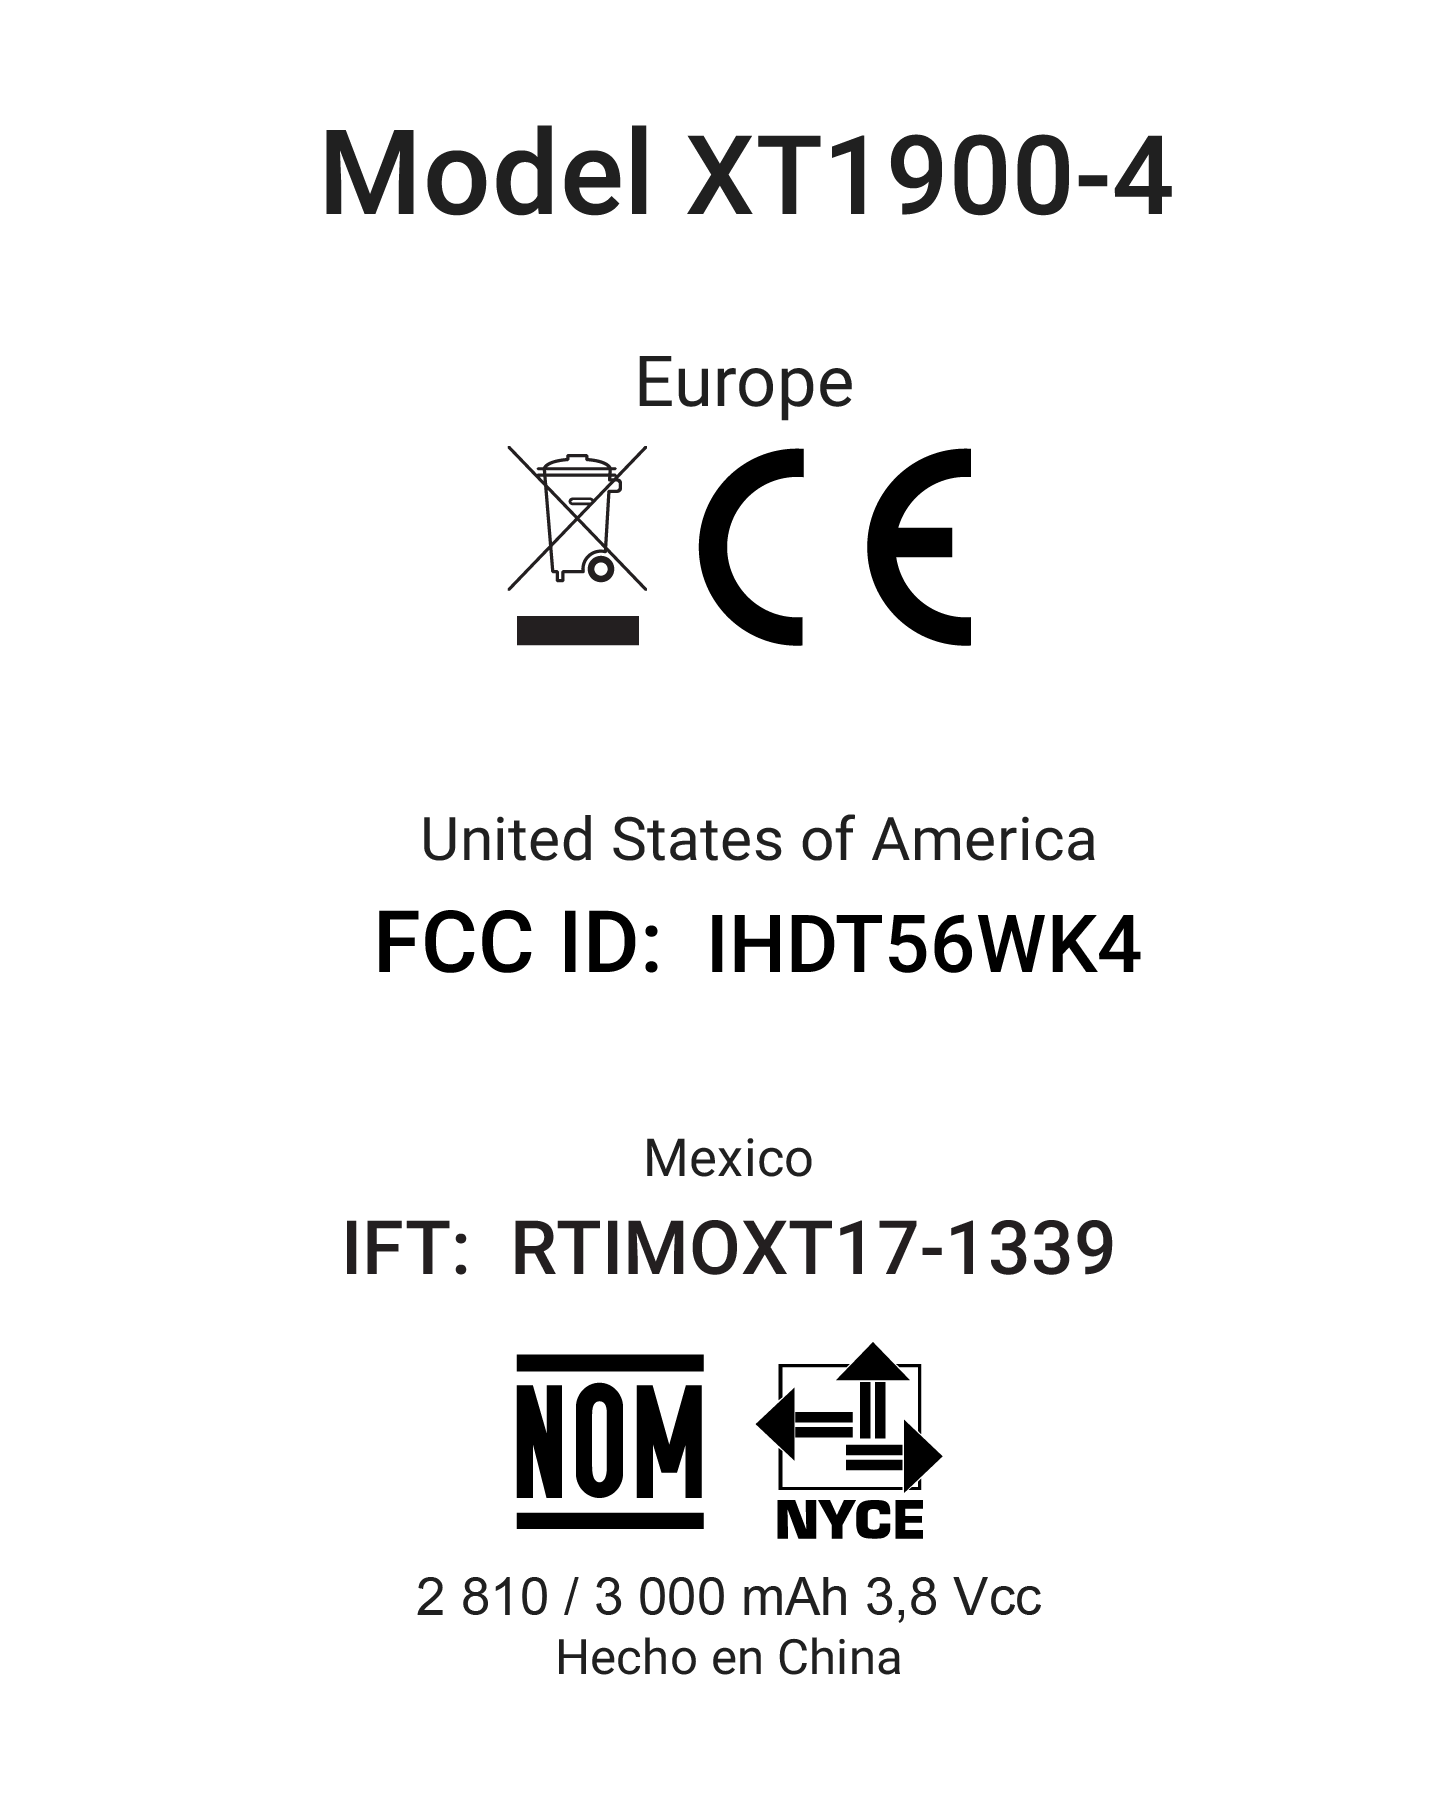 Model XT1900-4
Europe
CE
United States of America
FCC ID: IHDT56WK4
Mexico
IFT: RTIMOXT17-1339
NOM
NYCE
2 810 / 3 000 mAh 3,8 Vcc
Hecho en China